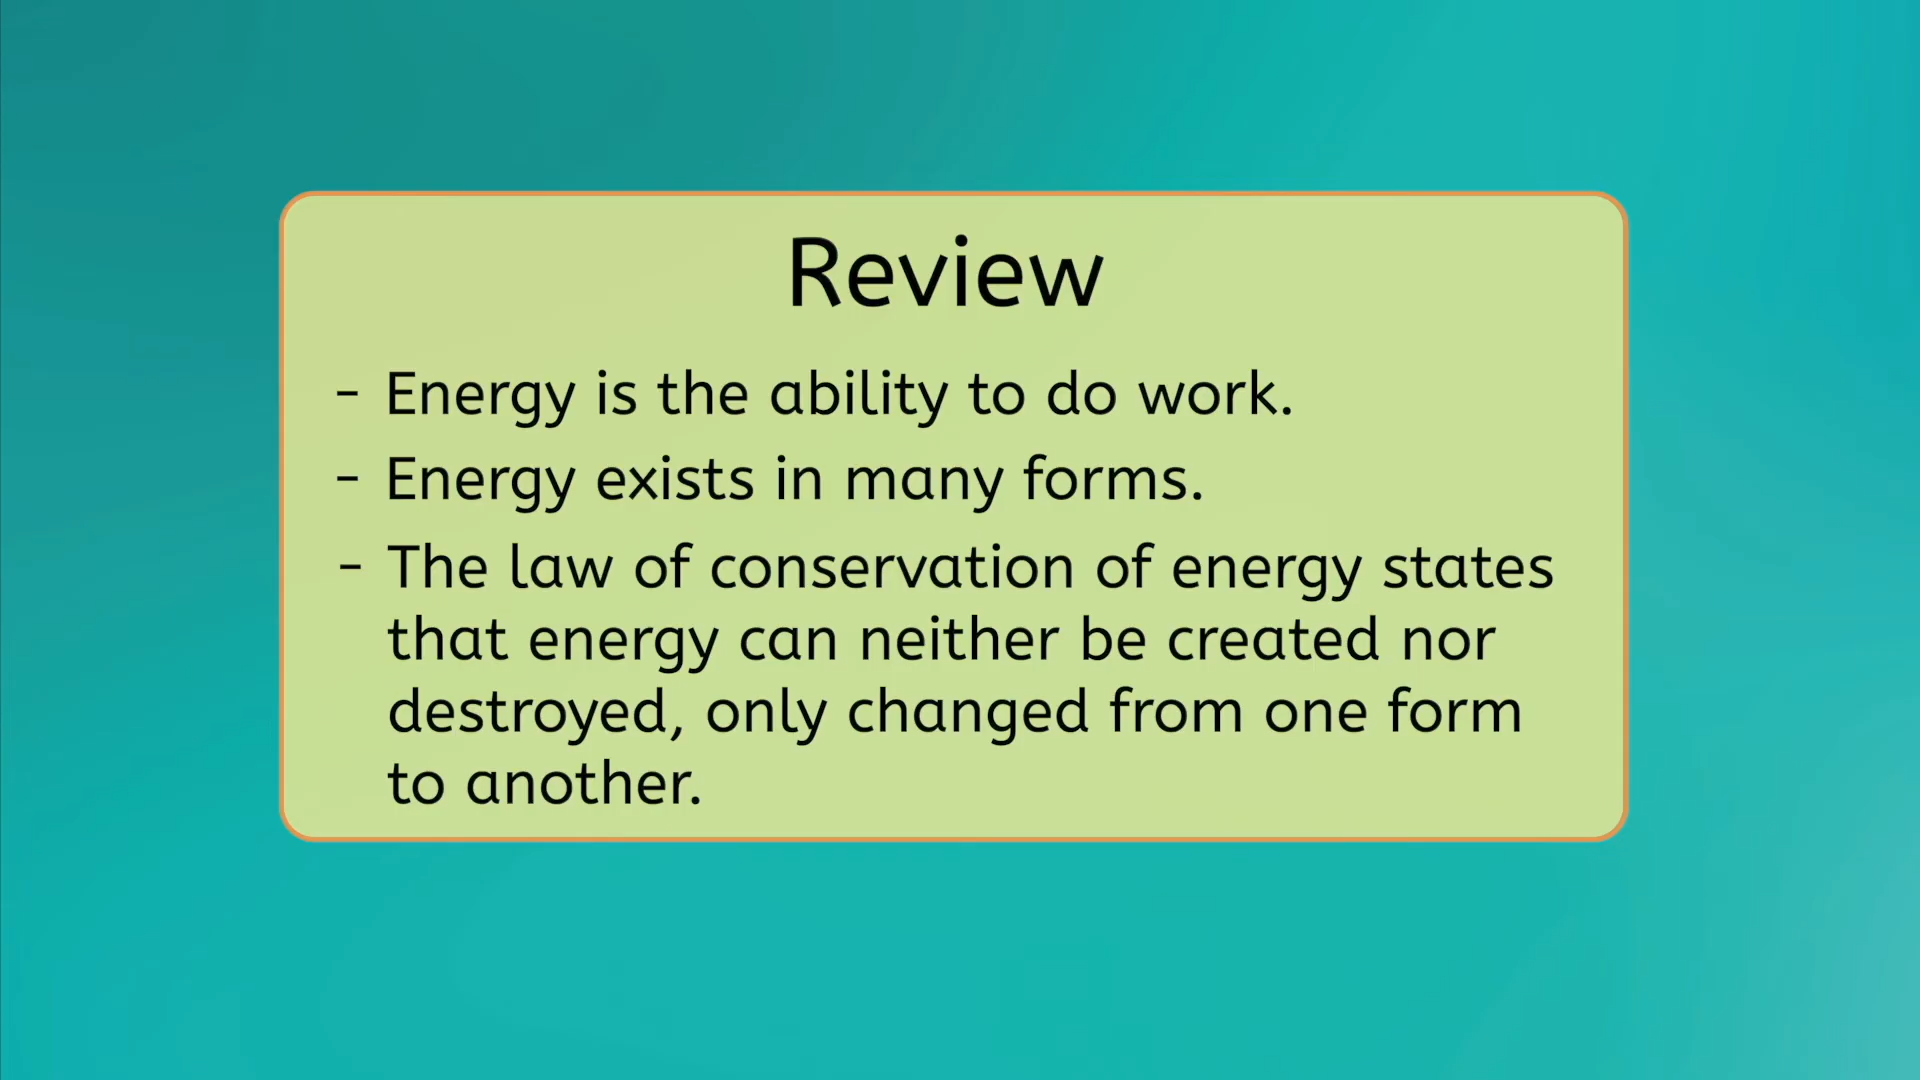 Review
- Energy is the ability to do work.
- Energy exists in many forms.
- The law of conservation of energy states
that energy can neither be created nor
destroyed, only changed from one form
to another.